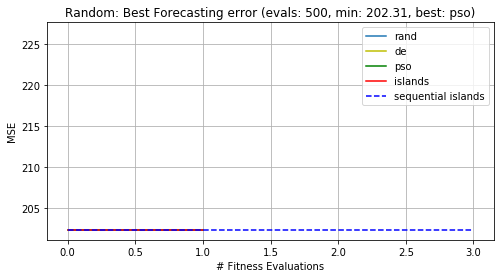 Random: Best Forecasting error (evals: 500, min: 202.31, best: pso)
225
220
215
210
205
MSE
rand
de
pso
islands
sequential islands
0.0 0.5 1.0 1.5 2.0 2.5 3.0
# Fitness Evaluations